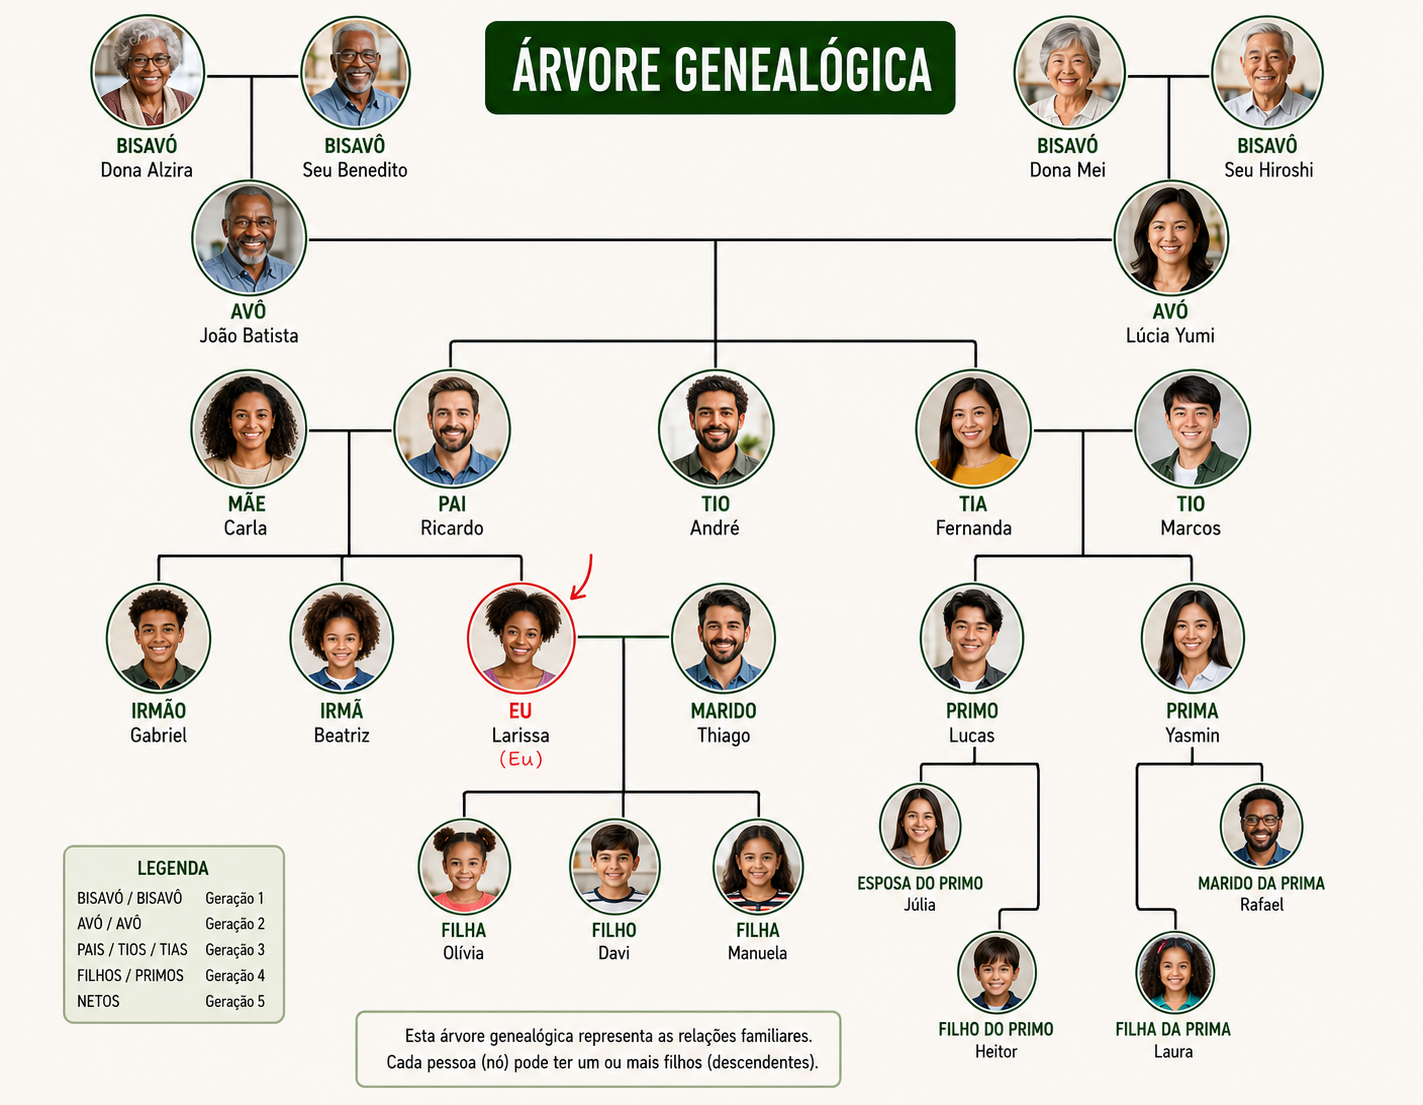 ÁRVORE GENEALÓGICA
BISAVÓ
Dona Alzira
BISAVÔ
Seu Benedito
BISAVÓ
Dona Mei
BISAVÔ
Seu Hiroshi
AVÔ
João Batista
AVÓ
Lúcia Yumi
MÃE
Carla
PAI
Ricardo
TIO
André
TIA
Fernanda
TIO
Marcos
IRMÃO
Gabriel
IRMÃ
Beatriz
EU
Larissa
(Eu)
MARIDO
Thiago
PRIMO
Lucas
PRIMA
Yasmin
ESPOSA DO PRIMO
Júlia
MARIDO DA PRIMA
Rafael
FILHA
Olívia
FILHO
Davi
FILHA
Manuela
FILHO DO PRIMO
Heitor
FILHA DA PRIMA
Laura
LEGENDA
BISAVÓ / BISAVÔ Geração 1
AVÓ / AVÔ Geração 2
PAIS / TIOS / TIAS Geração 3
FILHOS / PRIMOS Geração 4
NETOS Geração 5
Esta árvore genealógica representa as relações familiares.
Cada pessoa (nó) pode ter um ou mais filhos (descendentes).